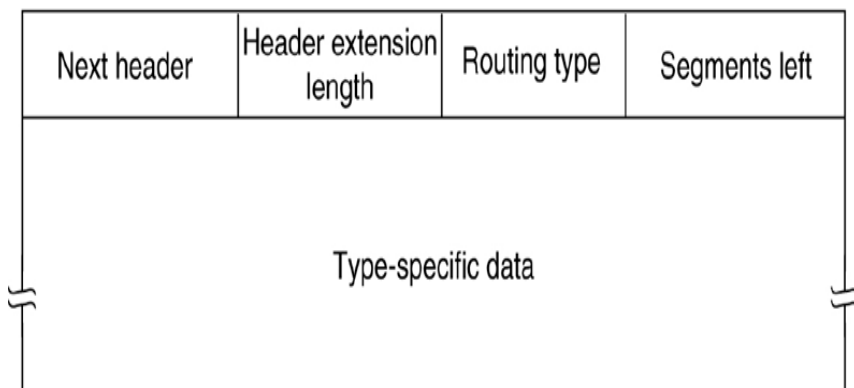 Next header
Header extension
length
Routing type
Segments left
Type-specific data